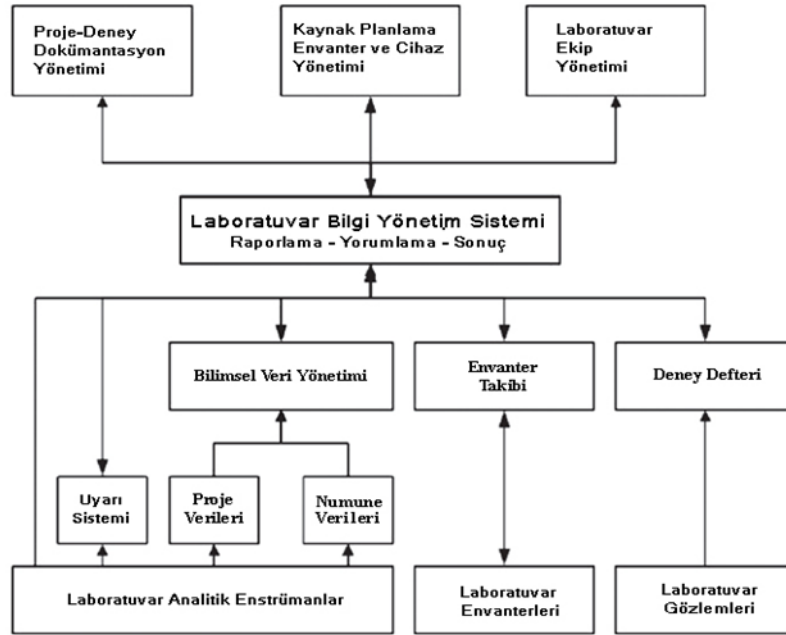 Proje-Deney
Dokümantasyon
Yönetimi
Kaynak Planlama
Envanter ve Cihaz
Yönetimi
Laboratuvar
Ekip
Yönetimi
Laboratuvar Bilgi Yönetim Sistemi
Raporlama - Yorumlama - Sonuç
Bilimsel Veri Yönetimi
Envanter
Takibi
Deney Defteri
Uyarı
Sistemi
Proje
Verileri
Numune
Verileri
Laboratuvar Analitik Enstrümanlar
Laboratuvar
Envanterleri
Laboratuvar
Gözlemleri